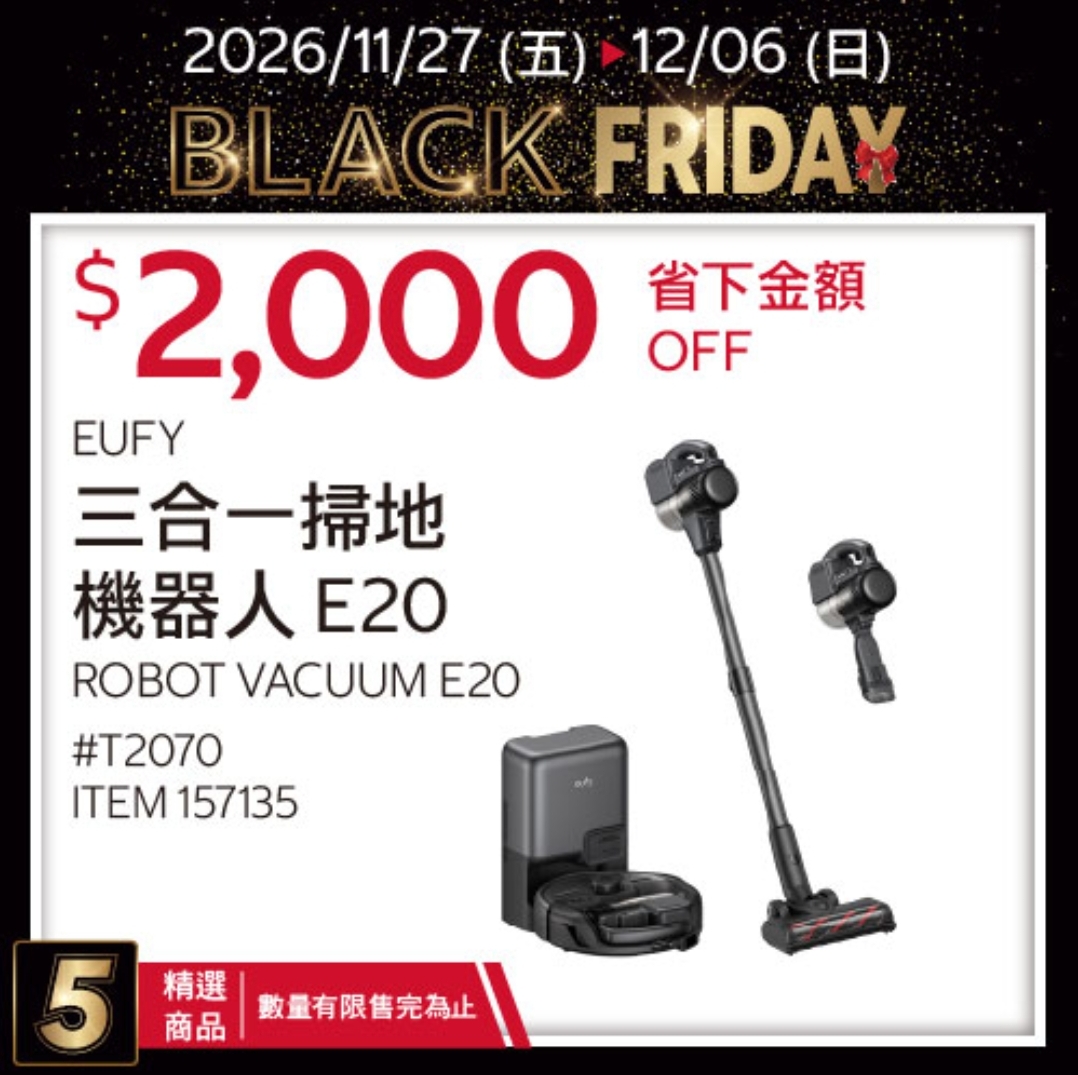 2026/11/27 (五)▶12/06 (日)
BLACK FRIDAY
$2,000 省下金額
OFF
EUFY
三合一掃地
機器人 E20
ROBOT VACUUM E20
#T2070
ITEM 157135
eufy
5 精選
商品
數量有限售完為止